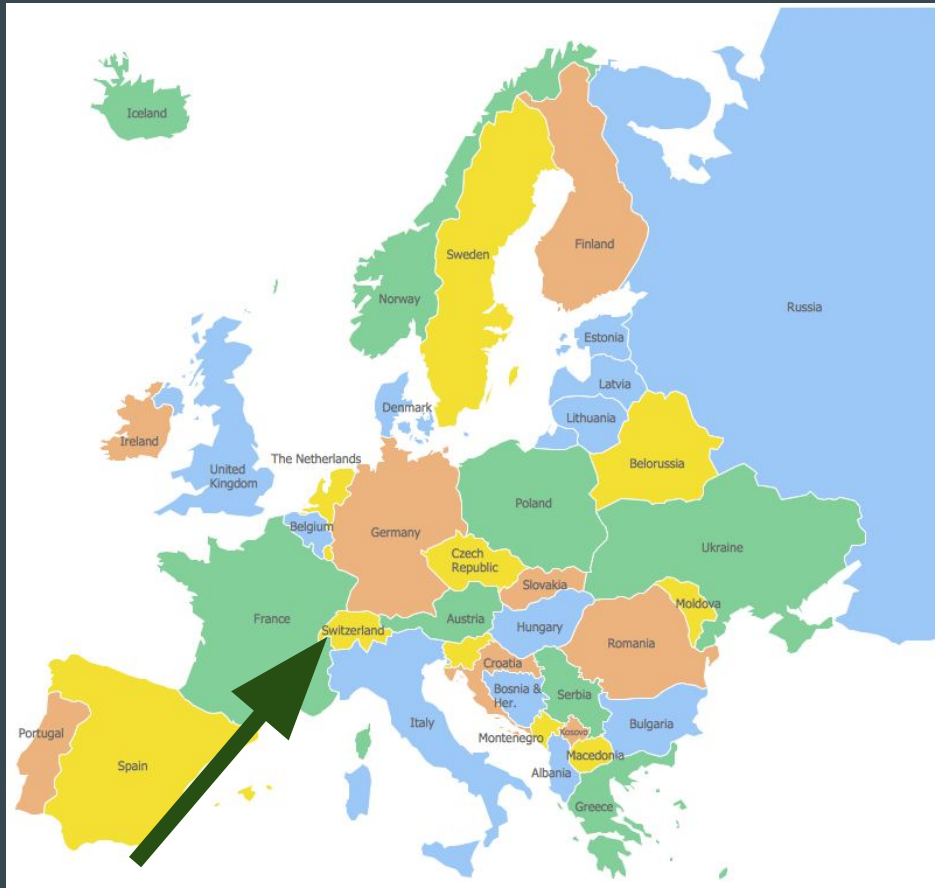 Iceland
Sweden
Finland
Norway
Russia
Estonia
Latvia
Denmark
Lithuania
Ireland
The Netherlands
Belorussia
United
Kingdom
Poland
Belgium
Germany
Ukraine
Czech
Republic
Slovakia
Moldova
France
Austria
Switzerland
Hungary
Romania
Croatia
Bosnia &
Her.
Serbia
Italy
Bulgaria
Portugal
Kosovo
Montenegro
Spain
Macedonia
Albania
Greece